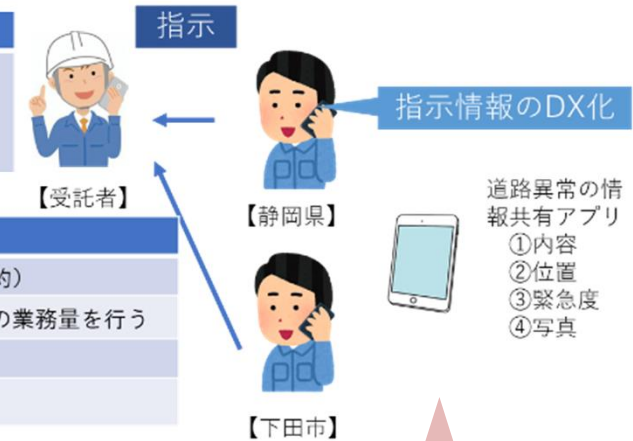 指示
指示情報のDX化
【受託者】
【静岡県】
道路異常の情
報共有アプリ
①内容
②位置
③緊急度
④写真
約）
の業務量を行う
【下田市】